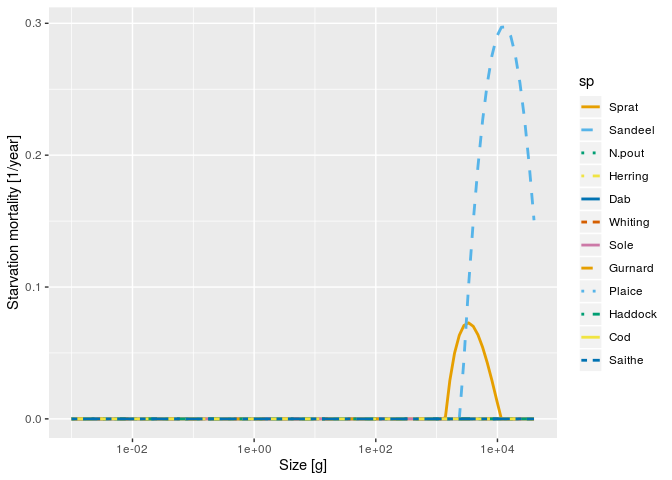 Starvation mortality [1/year]
0.3
0.2
0.1
0.0
1e-02
1e+00
1e+02
1e+04
Size [g]
sp
Sprat
Sandeel
N.pout
Herring
Dab
Whiting
Sole
Gurnard
Plaice
Haddock
Cod
Saithe